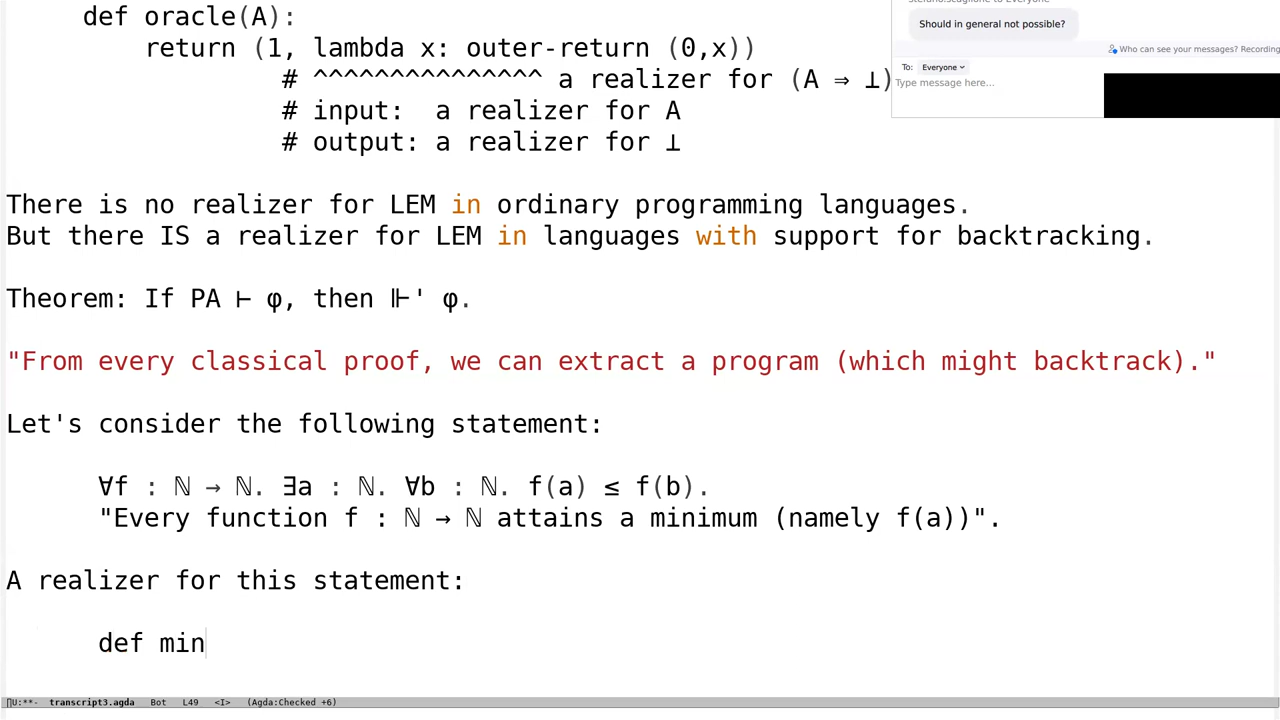 def oracle(A):
return (1, lambda x: outer-return (0,x))
# ^^^^^^^^^^^^^^^ a realizer for (A ⇒ ⊥)
# input:  a realizer for A
# output: a realizer for ⊥
There is no realizer for LEM in ordinary programming languages.
But there IS a realizer for LEM in languages with support for backtracking.
Theorem: If PA ⊢ φ, then ⊩' φ.
"From every classical proof, we can extract a program (which might backtrack)."
Let's consider the following statement:
∀f : ℕ → ℕ. ∃a : ℕ. ∀b : ℕ. f(a) ≤ f(b).
"Every function f : ℕ → ℕ attains a minimum (namely f(a))".
A realizer for this statement:
def min
U:**-  transcript3.agda   Bot   L49   <I>   (Agda:Checked +6)
to Everyone
Should in general not possible?
Who can see your messages? Recording
To: Everyone
Type message here...